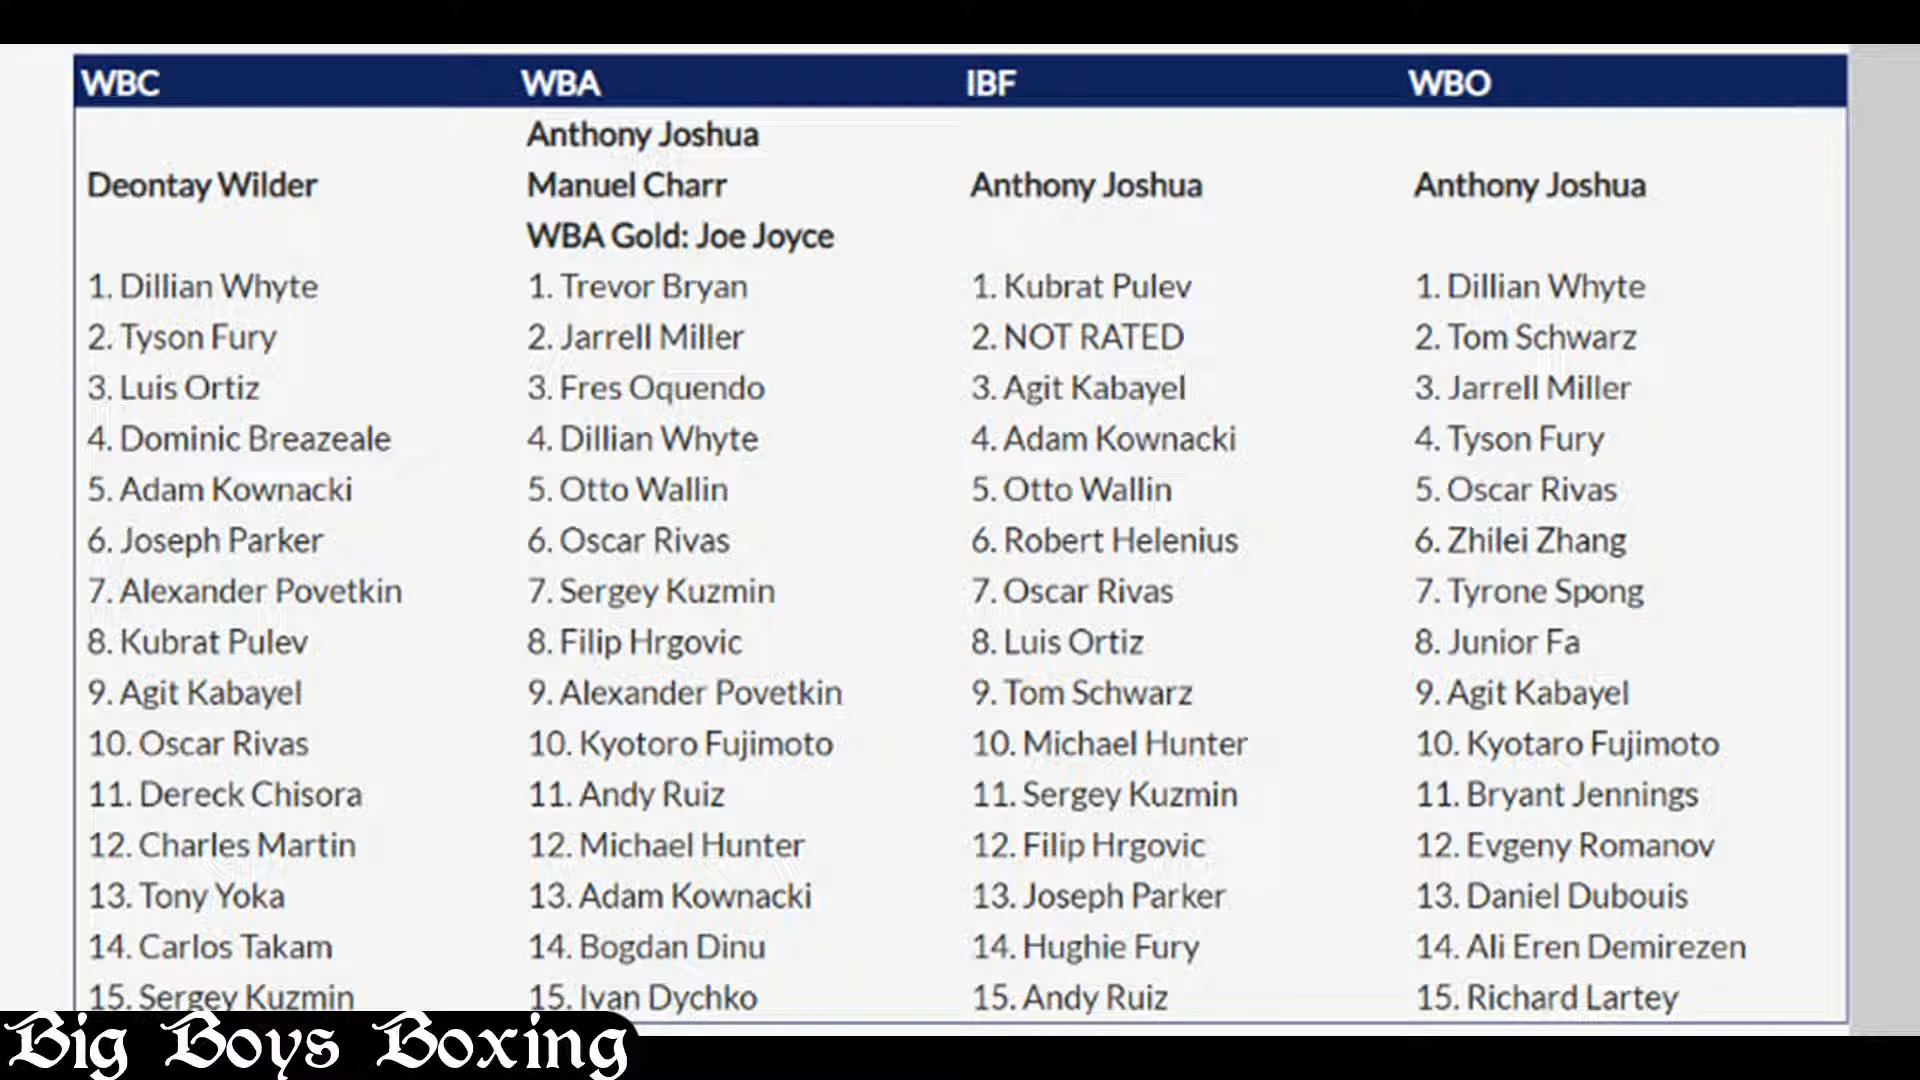 WBC WBA IBF WBO
Anthony Joshua
Deontay Wilder Manuel Charr Anthony Joshua Anthony Joshua
WBA Gold: Joe Joyce
1. Dillian Whyte 1. Trevor Bryan 1. Kubrat Pulev 1. Dillian Whyte
2. Tyson Fury 2. Jarrell Miller 2. NOT RATED 2. Tom Schwarz
3. Luis Ortiz 3. Fres Oquendo 3. Agit Kabayel 3. Jarrell Miller
4. Dominic Breazeale 4. Dillian Whyte 4. Adam Kownacki 4. Tyson Fury
5. Adam Kownacki 5. Otto Wallin 5. Otto Wallin 5. Oscar Rivas
6. Joseph Parker 6. Oscar Rivas 6. Robert Helenius 6. Zhilei Zhang
7. Alexander Povetkin 7. Sergey Kuzmin 7. Oscar Rivas 7. Tyrone Spong
8. Kubrat Pulev 8. Filip Hrgovic 8. Luis Ortiz 8. Junior Fa
9. Agit Kabayel 9. Alexander Povetkin 9. Tom Schwarz 9. Agit Kabayel
10. Oscar Rivas 10. Kyotoro Fujimoto 10. Michael Hunter 10. Kyotaro Fujimoto
11. Dereck Chisora 11. Andy Ruiz 11. Sergey Kuzmin 11. Bryant Jennings
12. Charles Martin 12. Michael Hunter 12. Filip Hrgovic 12. Evgeny Romanov
13. Tony Yoka 13. Adam Kownacki 13. Joseph Parker 13. Daniel Dubouis
14. Carlos Takam 14. Bogdan Dinu 14. Hughie Fury 14. Ali Eren Demirezen
15. Sergey Kuzmin 15. Ivan Dychko 15. Andy Ruiz 15. Richard Lartey
Big Boys Boxing